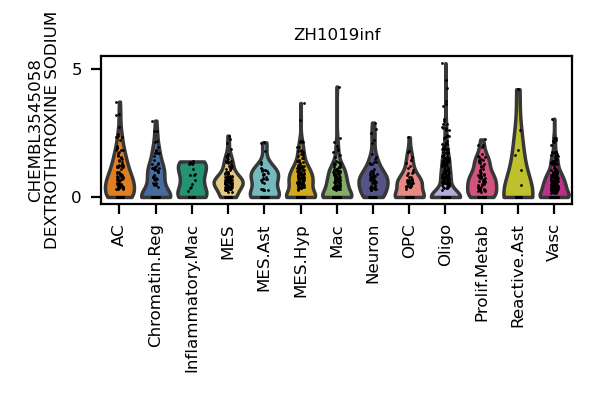 ZH1019inf
CHEMBL3545058
DEXTROTHYROXINE SODIUM
5
0
AC
Chromatin.Reg
Inflammatory.Mac
MES
MES.Ast
MES.Hyp
Mac
Neuron
OPC
Oligo
Prolif.Metab
Reactive.Ast
Vasc